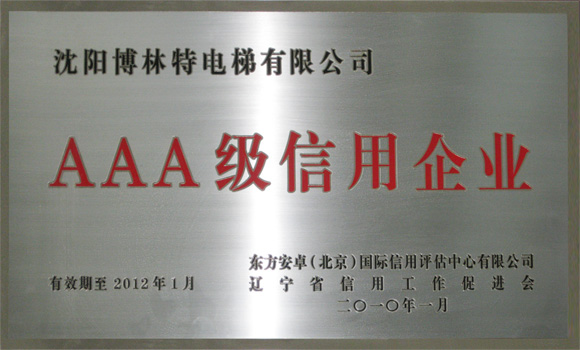 沈阳博林特电梯有限公司
AAA级信用企业
东方安卓(北京)国际信用评估中心有限公司
有效期至2012年1月
辽宁省信用工作促进会
二〇一〇年一月